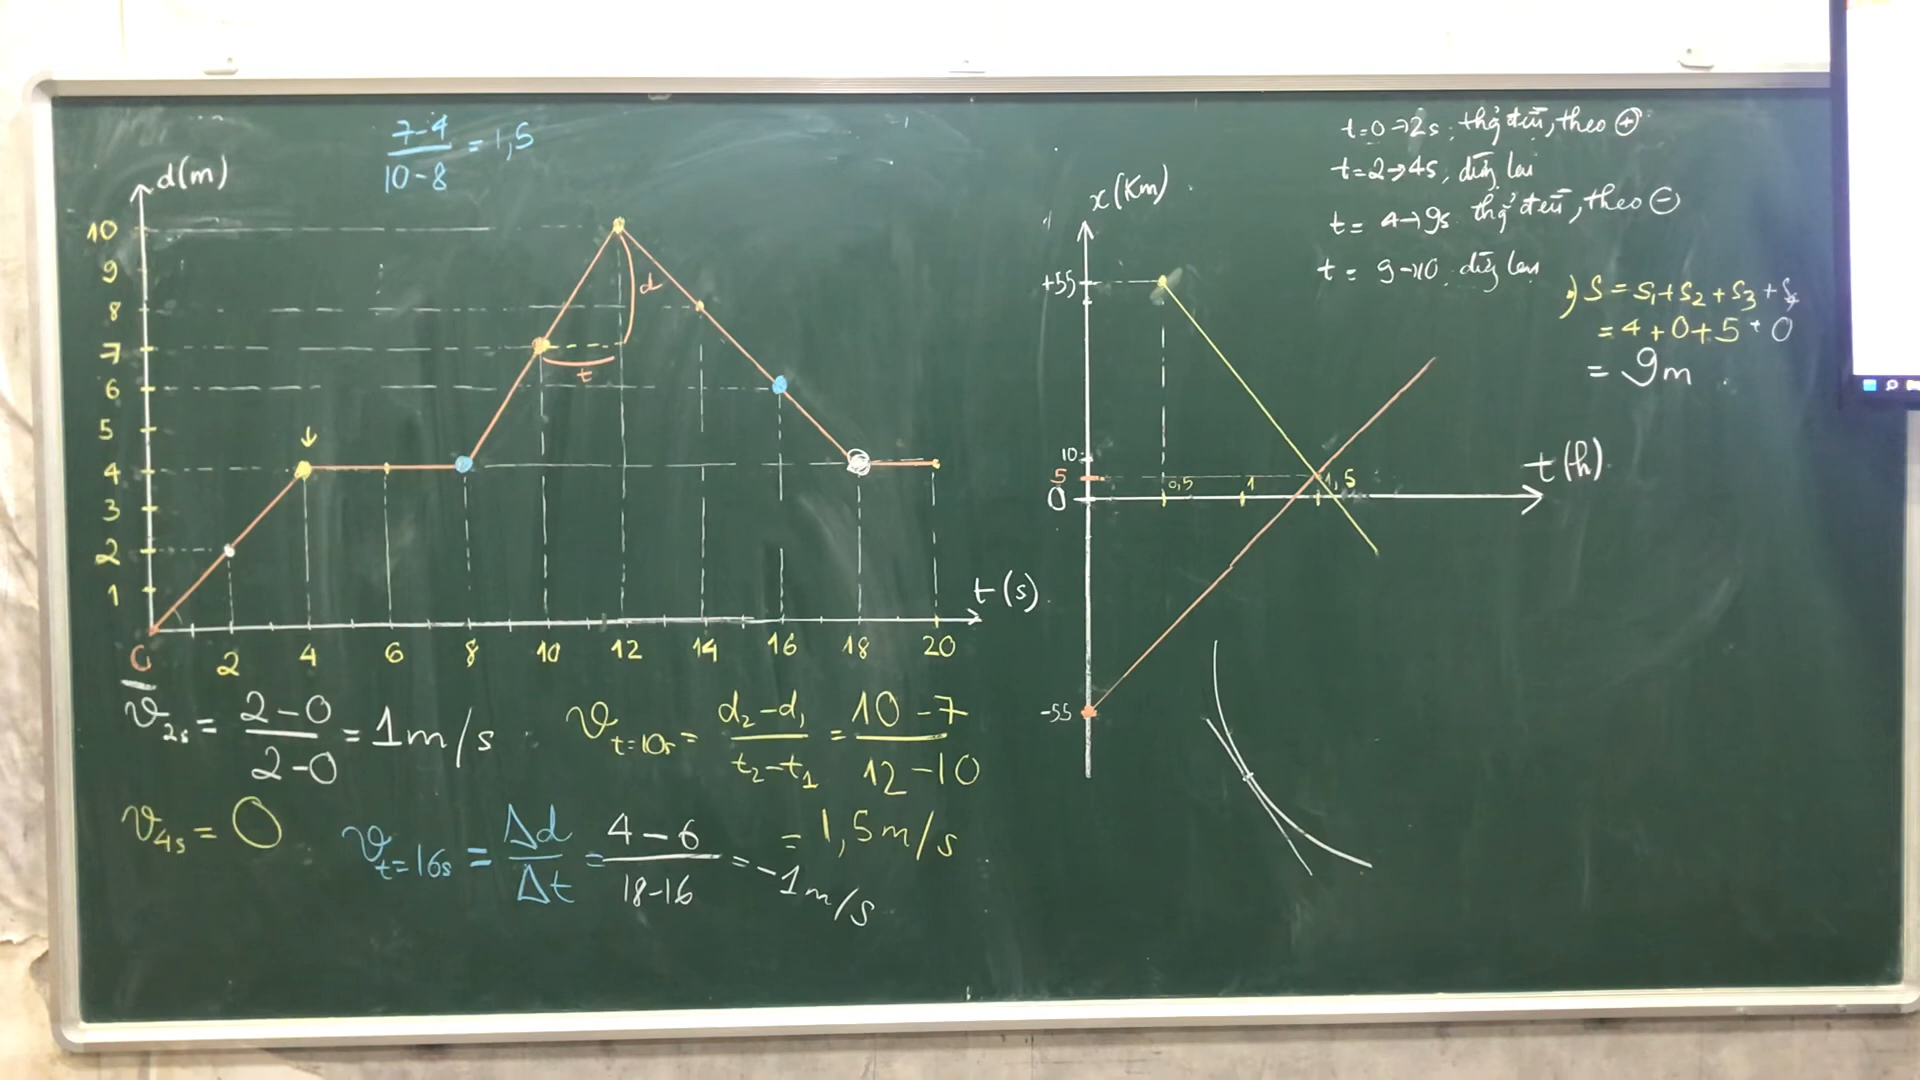 7-4
10-8
= 1,5
d(m)
10
9
8
7
6
5
4
3
2
1
0
2
4
6
8
10
12
14
16
18
20
t(s)
d
t
v2s = 2-0 / 2-0 = 1m/s
v t=10s = d2-d1 / t2-t1 = 10-7 / 12-10
= 1,5m/s
v4s = 0
v t=16s = Δd / Δt = 4-6 / 18-16 = -1m/s
x(Km)
+55
10
5
0
-55
0,5
1
1,5
t(h)
t=0→2s, thẳng đều, theo ⊕
t=2→4s, dừng lại
t= 4→9s thẳng đều, theo ⊖
t= 9→10 dừng lại
S = S1+S2+S3+S4
= 4+0+5+0
= 9m